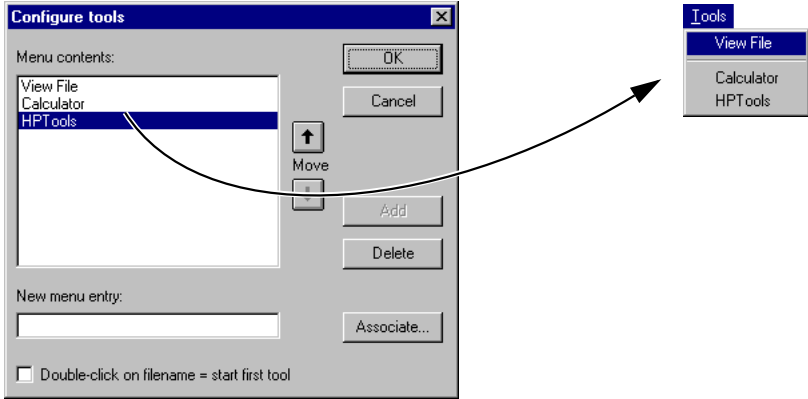 Configure tools
Menu contents:
View File
Calculator
HPTools
OK
Cancel
Move
Add
Delete
New menu entry:
Associate...
Double-click on filename = start first tool
Tools
View File
Calculator
HPTools